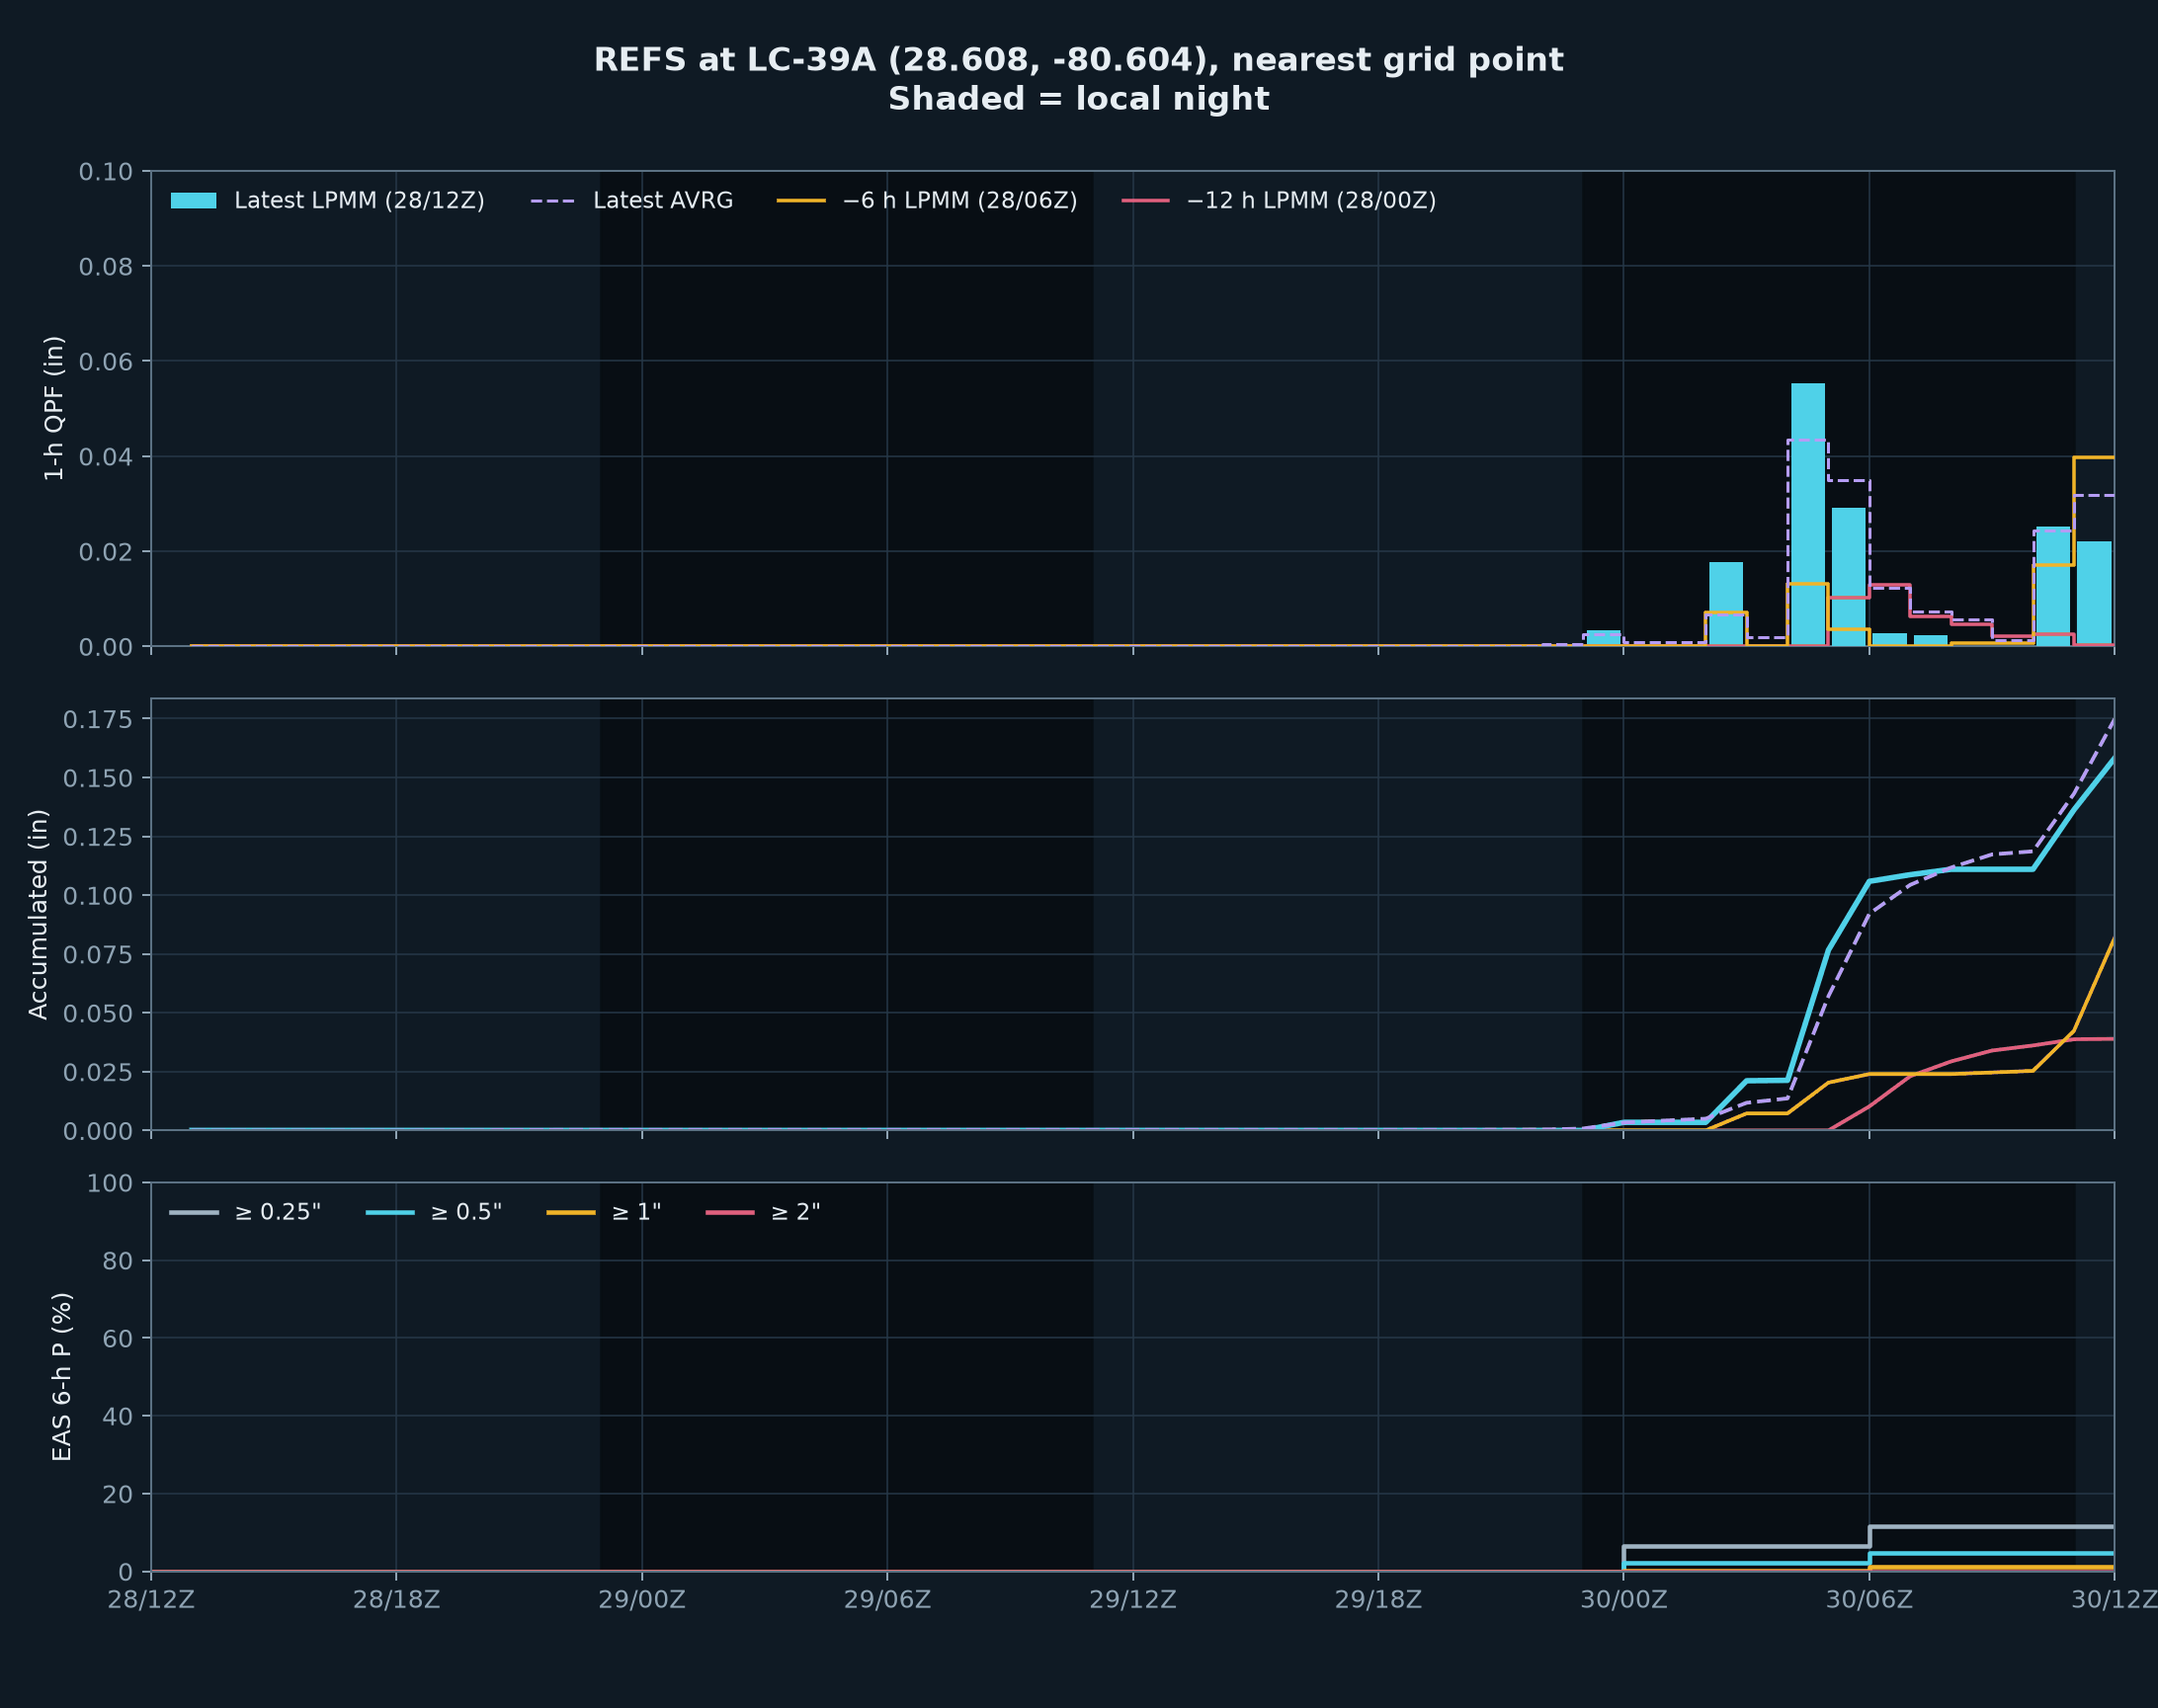 REFS at LC-39A (28.608, -80.604), nearest grid point
Shaded = local night
Latest LPMM (28/12Z) Latest AVRG −6 h LPMM (28/06Z) −12 h LPMM (28/00Z)
1-h QPF (in)
0.10
0.08
0.06
0.04
0.02
0.00
Accumulated (in)
0.175
0.150
0.125
0.100
0.075
0.050
0.025
0.000
≥ 0.25" ≥ 0.5" ≥ 1" ≥ 2"
EAS 6-h P (%)
100
80
60
40
20
0
28/12Z 28/18Z 29/00Z 29/06Z 29/12Z 29/18Z 30/00Z 30/06Z 30/12Z